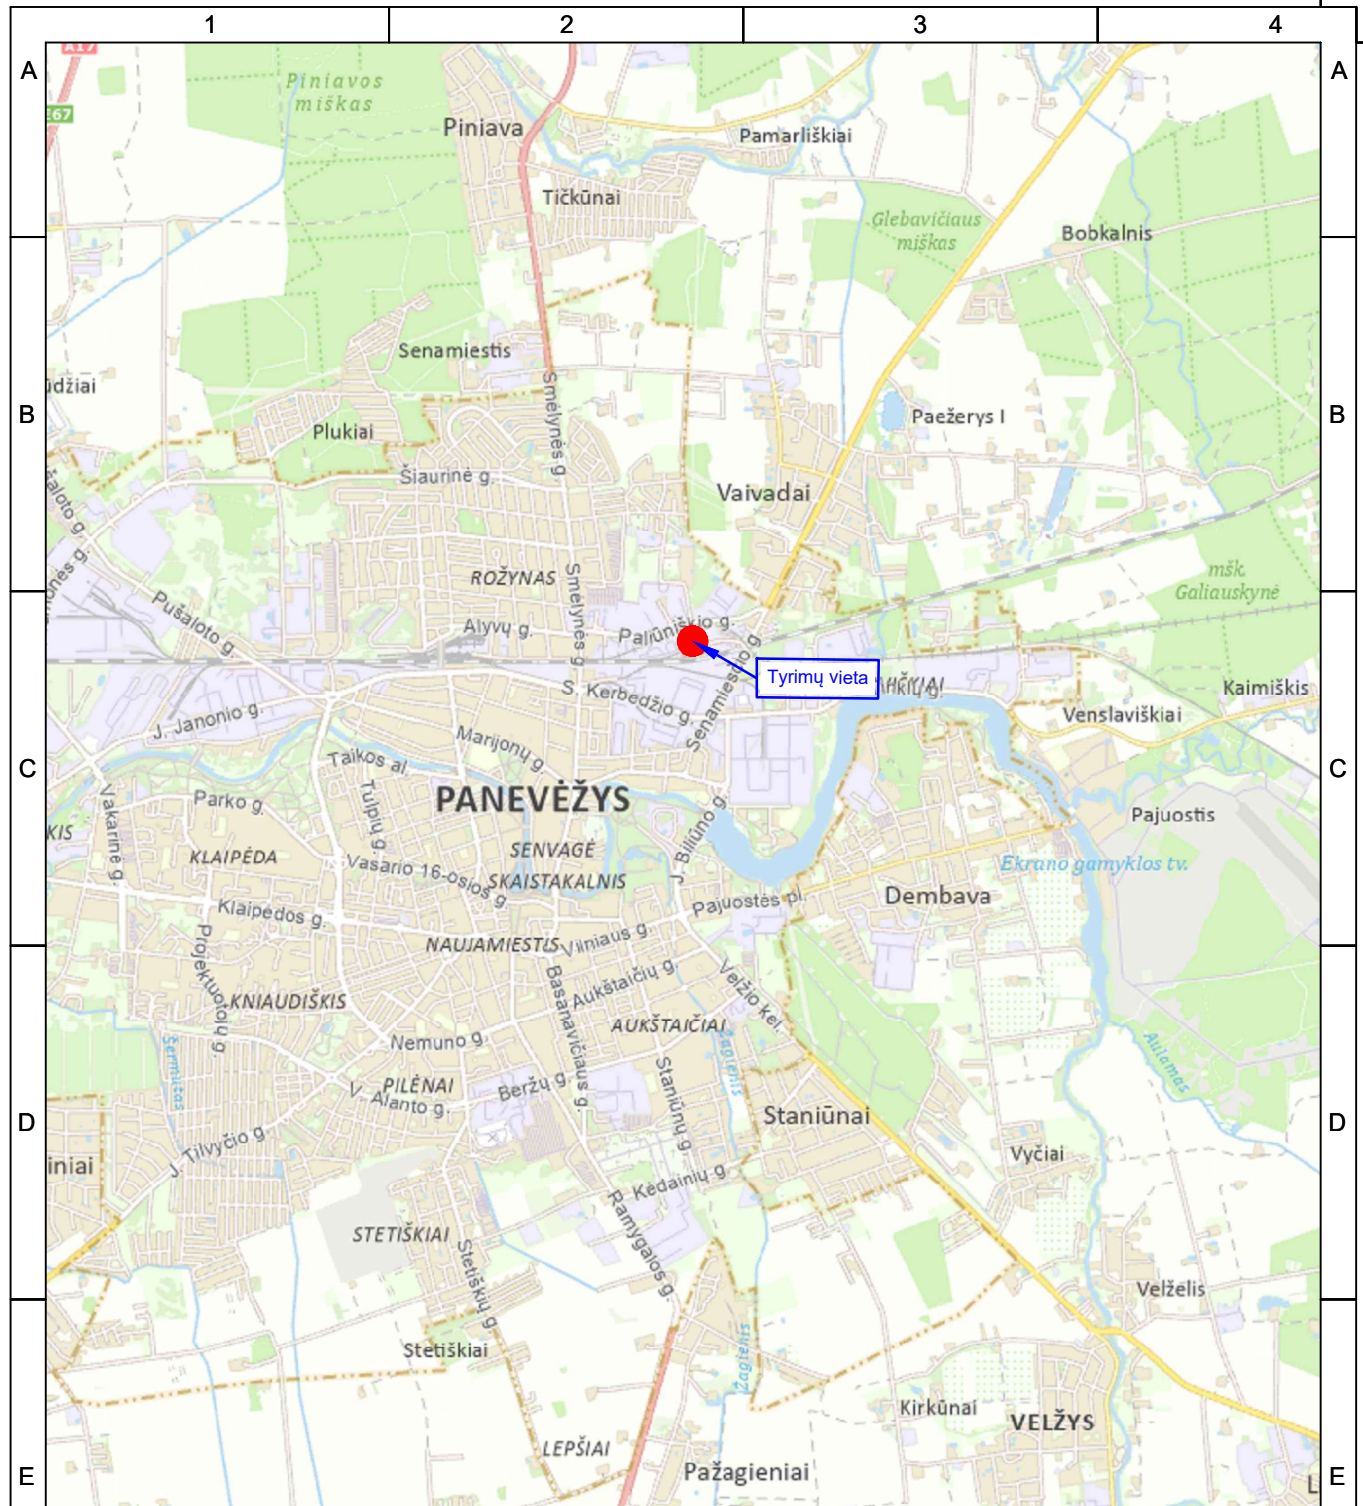 1 2 3 4
A A
A17
E67
Piniavos
miškas
Piniava
Pamarliškiai
Tičkūnai
Glebavičiaus
miškas
Bobkalnis
Senamiestis
Smėlynės g.
Paežerys I
B B
Plukiai
Šiaurinė g.
Vaivadai
ROŽYNAS
Smėlynės g.
mšk.
Galiauskynė
Pušaloto g.
Alyvų g.
Paliūniškio g.
Tyrimų vieta
S. Kerbedžio g.
Senamiesčio g.
Kaimiškis
Venslaviškiai
J. Janonio g.
Marijonų g.
Taikos al.
C C
PANEVĖŽYS
Parko g.
Tulpių g.
Vakarinė g.
J. Biliūno g.
Pajuostis
KLAIPĖDA
SENVAGĖ
Vasario 16-osios g.
SKAISTAKALNIS
Ekrano gamyklos tv.
Dembava
Pajuostės pl.
Klaipėdos g.
NAUJAMIESTIS
Vilniaus g.
Projektuotojų g.
Basanavičiaus g.
Aukštaičių g.
Velžio kel.
KNIAUDIŠKIS
AUKŠTAIČIAI
Nemuno g.
Šermutas
Žagienis
Aulamas
PILĖNAI
Beržų g.
V. Alanto g.
Staniūnų g.
Staniūnai
D D
J. Tilvyčio g.
Vyčiai
iniai
Kėdainių g.
Ramygalos g.
STETIŠKIAI
Stetiškių g.
Velželis
Stetiškiai
Žagienis
Kirkūnai
VELŽYS
LEPŠIAI
Pažagieniai
E E